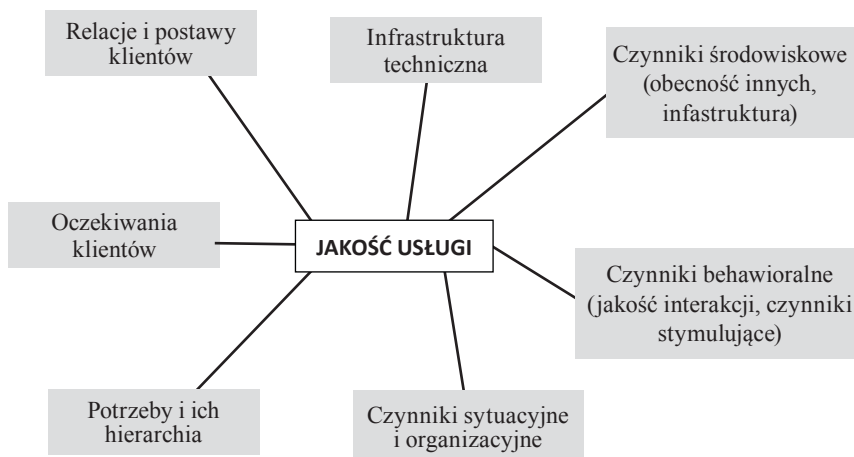 Relacje i postawy
klientów
Infrastruktura
techniczna
Czynniki środowiskowe
(obecność innych,
infastruktura)
Oczekiwania
klientów
JAKOŚĆ USŁUGI
Czynniki behawioralne
(jakość interakcji, czynniki
stymulujące)
Potrzeby i ich
hierarchia
Czynniki sytuacyjne
i organizacyjne